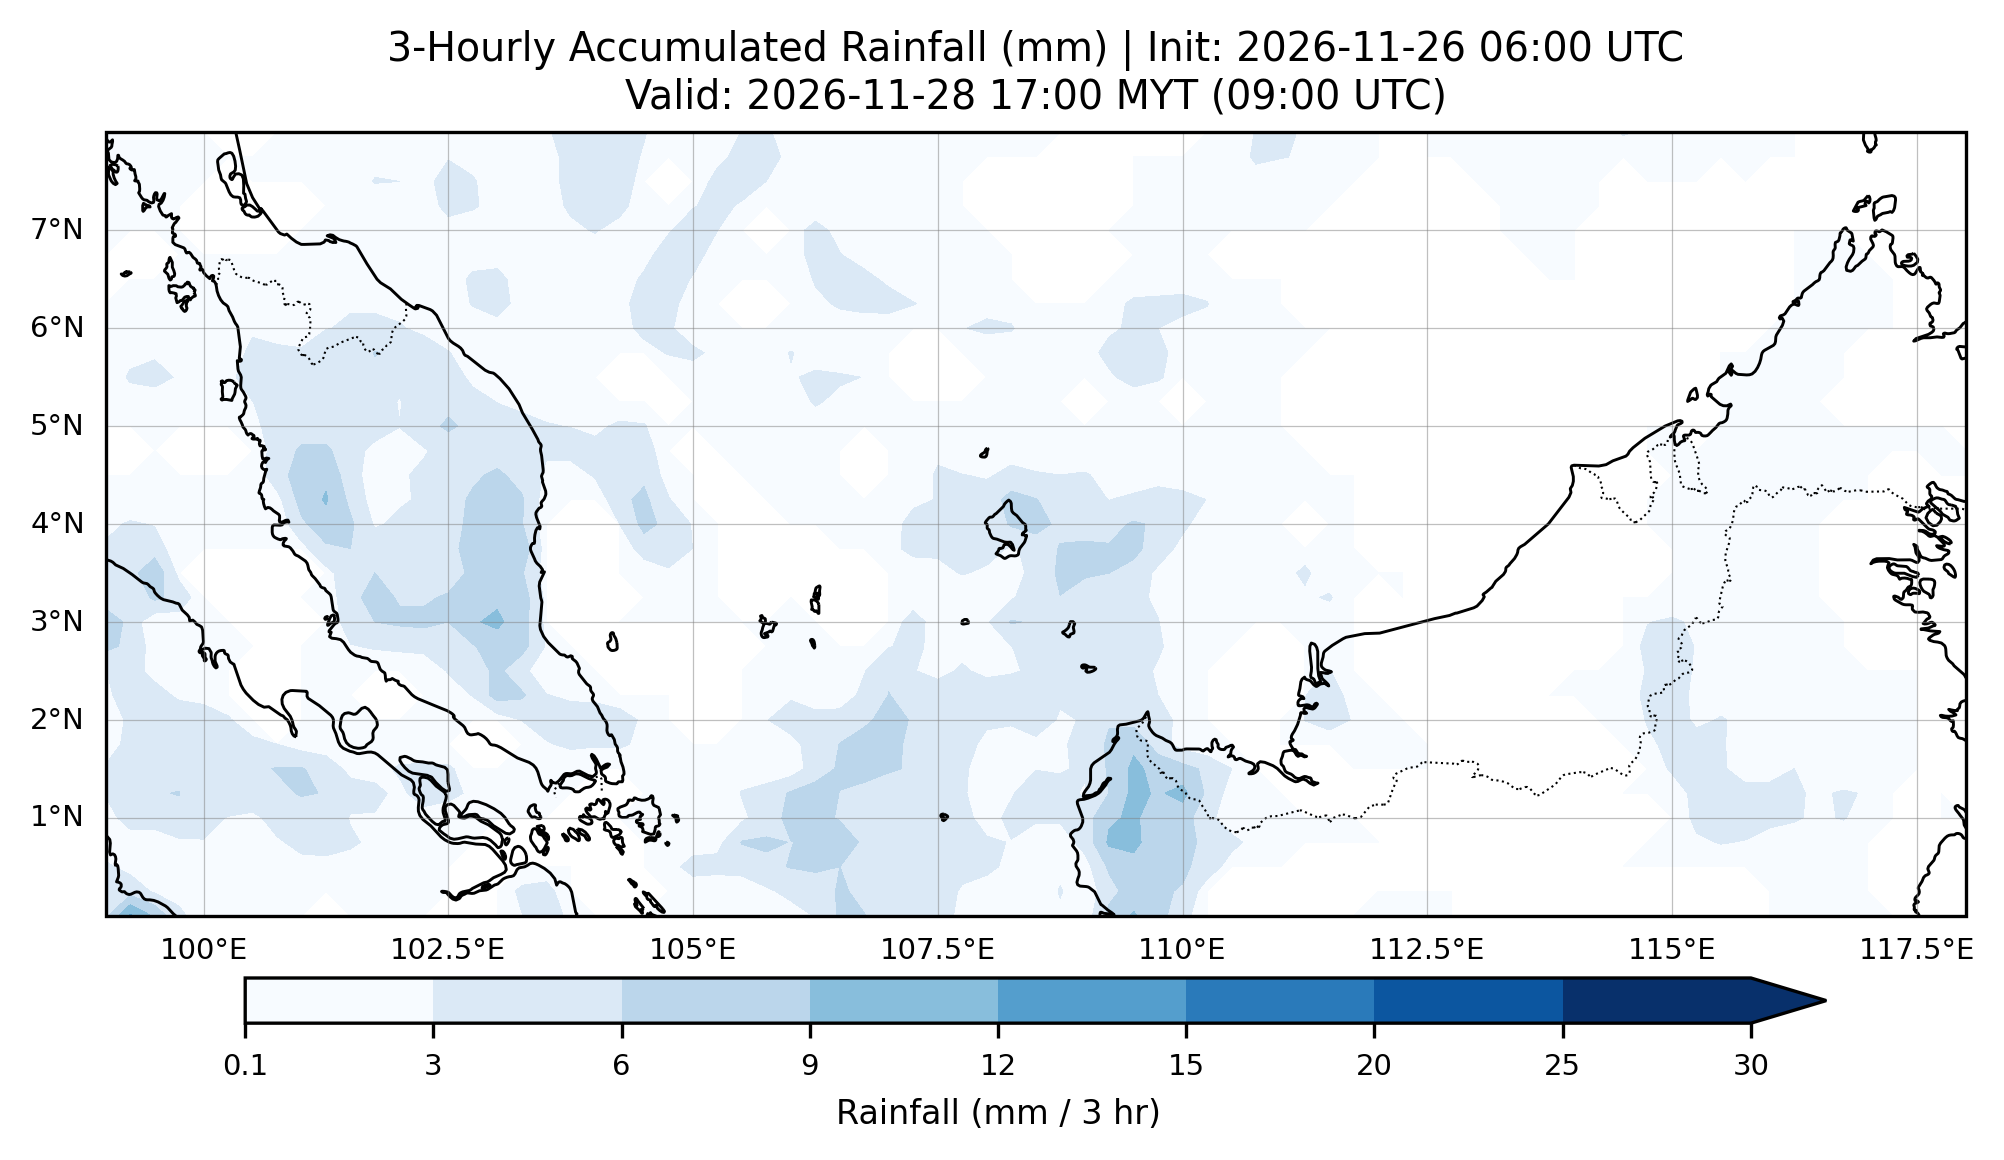 3-Hourly Accumulated Rainfall (mm) | Init: 2026-11-26 06:00 UTC
Valid: 2026-11-28 17:00 MYT (09:00 UTC)
7°N
6°N
5°N
4°N
3°N
2°N
1°N
100°E 102.5°E 105°E 107.5°E 110°E 112.5°E 115°E 117.5°E
0.1 3 6 9 12 15 20 25 30
Rainfall (mm / 3 hr)